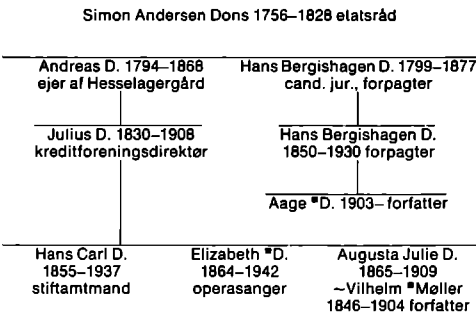 Simon Andersen Dons 1756–1828 etatsråd
Andreas D. 1794–1868
ejer af Hesselagergård
Hans Bergishagen D. 1799–1877
cand. jur., forpagter
Julius D. 1830–1908
kreditforeningsdirektør
Hans Bergishagen D.
1850–1930 forpagter
Aage *D. 1903– forfatter
Hans Carl D.
1855–1937
stiftamtmand
Elizabeth *D.
1864–1942
operasanger
Augusta Julie D.
1865–1909
~Vilhelm *Møller
1846–1904 forfatter